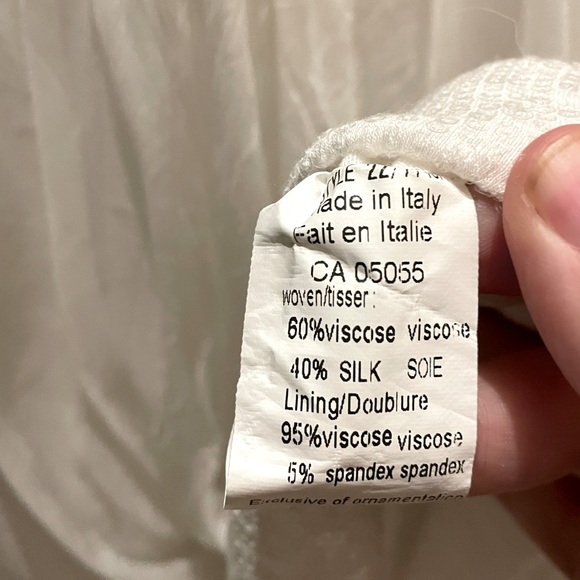 Made in Italy
Fait en Italie
CA 05055
woven/tisser:
60%viscose viscose
40% SILK SOIE
Lining/Doublure
95%viscose viscose
5% spandex spandex
Exclusive of ornamentation